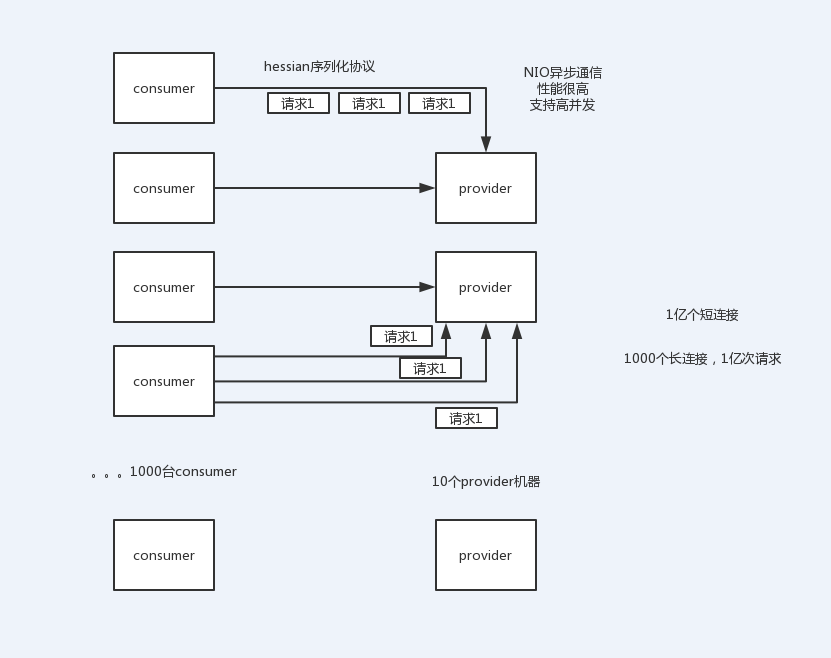 hessian序列化协议
NIO异步通信
性能很高
支持高并发
consumer
请求1
请求1
请求1
consumer
provider
consumer
provider
1亿个短连接
请求1
1000个长连接，1亿次请求
请求1
consumer
请求1
。。。1000台consumer
10个provider机器
consumer
provider